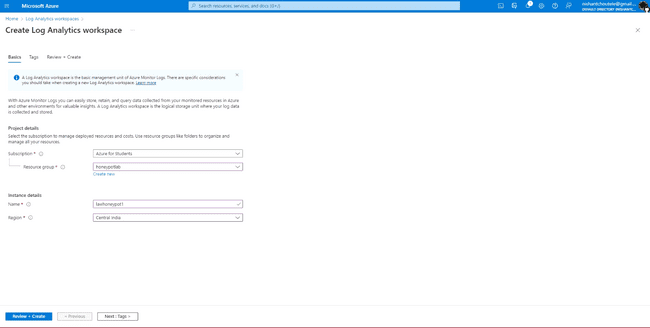 Microsoft Azure
Search resources, services, and docs (G+/)
Home > Log Analytics workspaces >
Create Log Analytics workspace ...
Basics Tags Review + Create
A Log Analytics workspace is the basic management unit of Azure Monitor Logs. There are specific considerations
you should take when creating a new Log Analytics workspace. Learn more
With Azure Monitor Logs you can easily store, retain, and query data collected from your monitored resources in Azure
and other environments for valuable insights. A Log Analytics workspace is the logical storage unit where your log
data is collected and stored.
Project details
Select the subscription to manage deployed resources and costs. Use resource groups like folders to organize and
manage all your resources.
Subscription *
Azure for Students
Resource group *
honeypotlab
Create new
Instance details
Name *
lawhoneypot1
Region *
Central India
Review + Create
« Previous
Next : Tags >